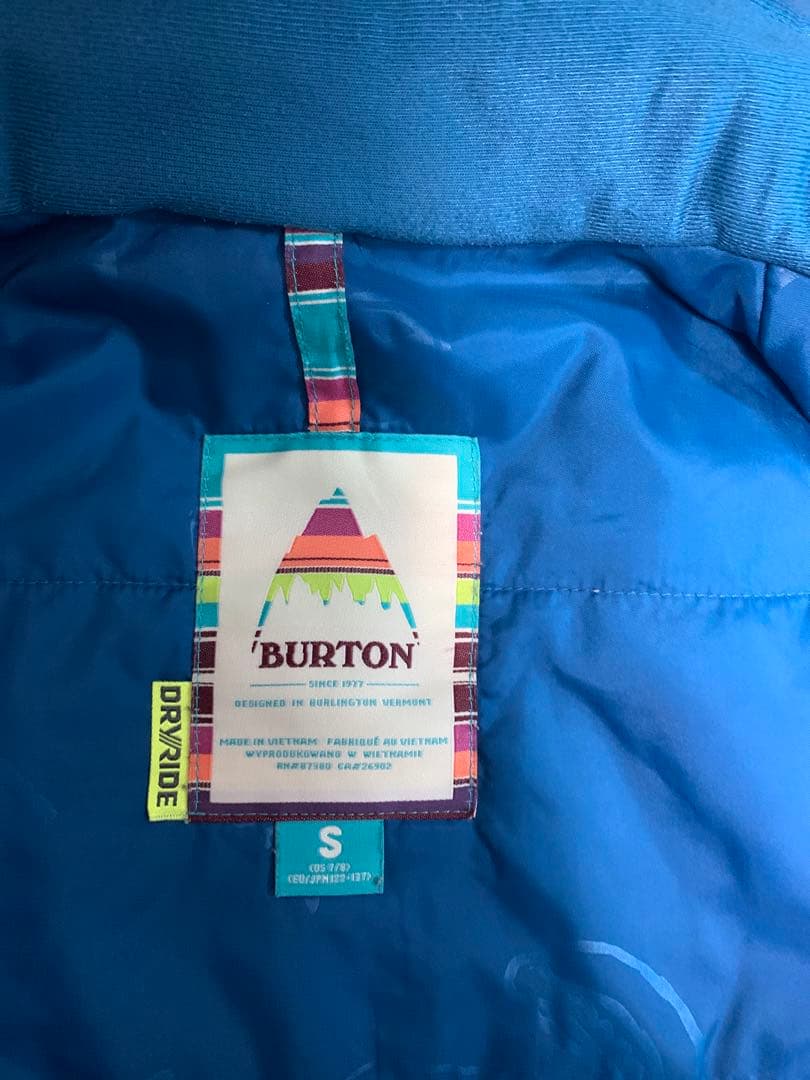 BURTON
SINCE 1977
DESIGNED IN BURLINGTON VERMONT
MADE IN VIETNAM FABRIQUÉ AU VIETNAM
WYPRODUKOWANO W WIETNAMIE
RN#87380 CA#26902
DRY//RIDE
S
(US 7/8)
(EU/JPN 122-137)